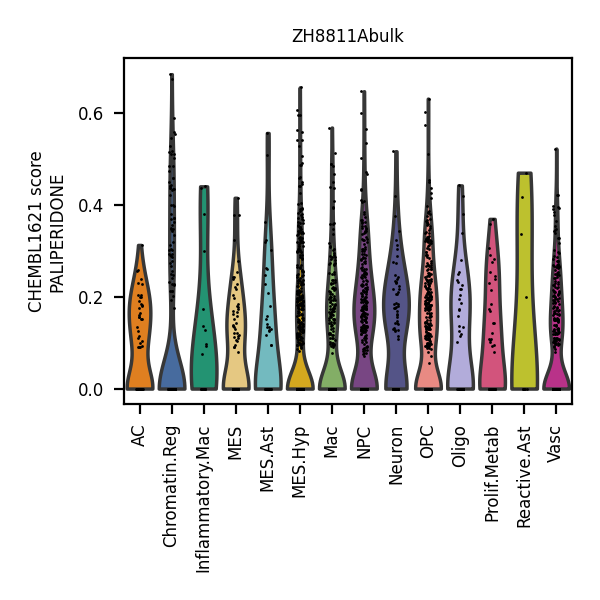 ZH8811Abulk
CHEMBL1621 score
PALIPERIDONE
0.6
0.4
0.2
0.0
AC
Chromatin.Reg
Inflammatory.Mac
MES
MES.Ast
MES.Hyp
Mac
NPC
Neuron
OPC
Oligo
Prolif.Metab
Reactive.Ast
Vasc